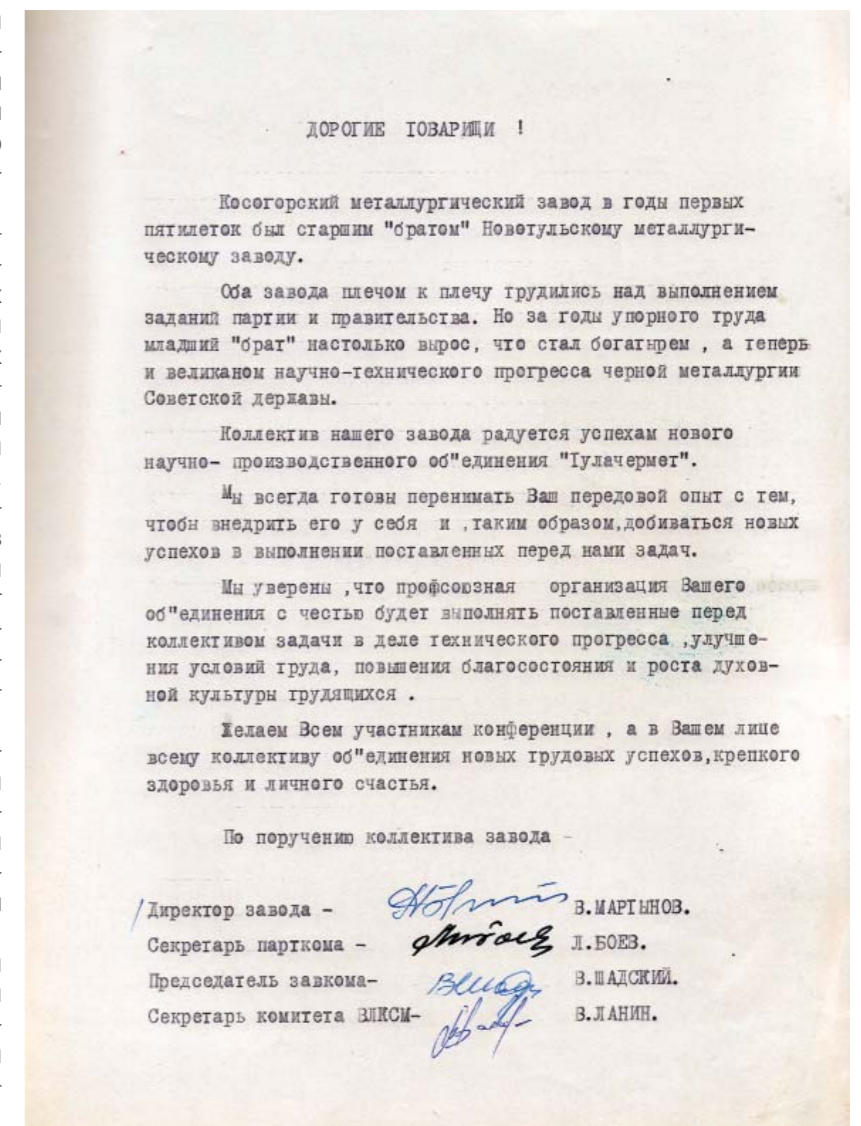 ДОРОГИЕ ТОВАРИЩИ !
Косогорский металлургический завод в годы первых
пятилеток был старшим "братом" Новотульскому металлурги-
ческому заводу.
Оба завода плечом к плечу трудились над выполнением
заданий партии и правительства. Но за годы упорного труда
младший "брат" настолько вырос, что стал богатырем , а теперь
и великаном научно-технического прогресса черной металлургии
Советской державы.
Коллектив нашего завода радуется успехам нового
научно- производственного об"единения "Тулачермет".
Мы всегда готовы перенимать Ваш передовой опыт с тем,
чтобы внедрить его у себя и ,таким образом,добиваться новых
успехов в выполнении поставленных перед нами задач.
Мы уверены ,что профсоюзная организация Вашего
об"единения с честью будет выполнять поставленные перед
коллективом задачи в деле технического прогресса ,улучше-
ния условий труда, повышения благосостояния и роста духов-
ной культуры трудящихся .
Желаем Всем участникам конференции , а в Вашем лице
всему коллективу об"единения новых трудовых успехов,крепкого
здоровья и личного счастья.
По поручению коллектива завода -
Директор завода - В.МАРТЫНОВ.
Секретарь парткома - Л.БОЕВ.
Председатель завкома- В.ШАДСКИЙ.
Секретарь комитета ВЛКСМ- В.ЛАНИН.